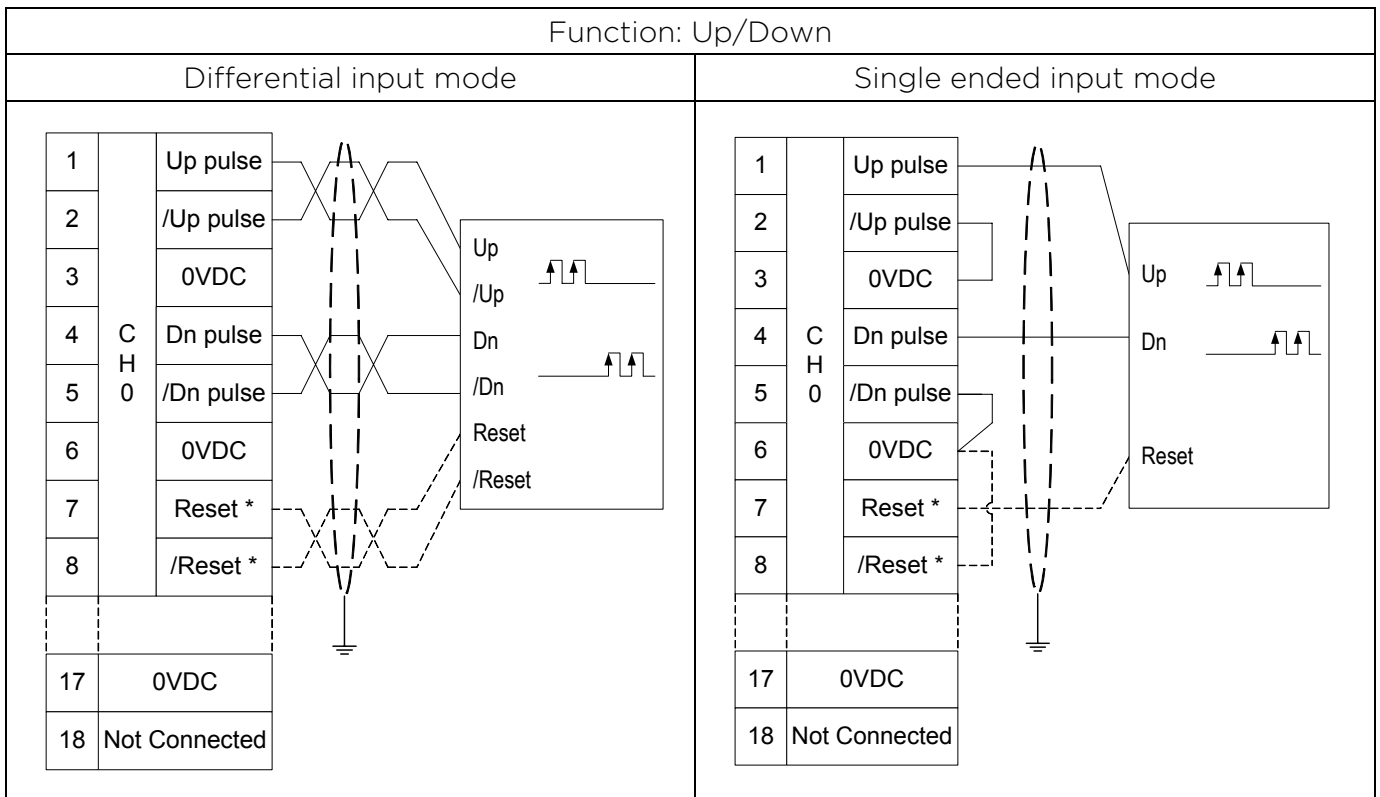 Function: Up/Down
Differential input mode
Single ended input mode
1
Up pulse
2
/Up pulse
3
0VDC
4
Dn pulse
5
/Dn pulse
6
0VDC
7
Reset *
8
/Reset *
C
H
0
17
0VDC
18
Not Connected
Up
/Up
Dn
/Dn
Reset
/Reset
1
Up pulse
2
/Up pulse
3
0VDC
4
Dn pulse
5
/Dn pulse
6
0VDC
7
Reset *
8
/Reset *
C
H
0
17
0VDC
18
Not Connected
Up
Dn
Reset